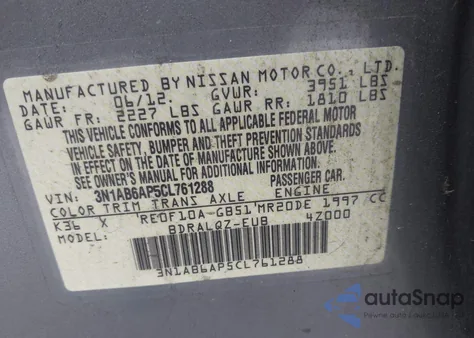 MANUFACTURED BY NISSAN MOTOR CO., LTD.
DATE: 06/12. GVWR: 3951 LBS
GAWR FR: 2227 LBS GAWR RR: 1810 LBS
THIS VEHICLE CONFORMS TO ALL APPLICABLE FEDERAL MOTOR
VEHICLE SAFETY, BUMPER, AND THEFT PREVENTION STANDARDS
IN EFFECT ON THE DATE OF MANUFACTURE SHOWN ABOVE.
SEE OWNER'S MANUAL FOR ADDITIONAL INFORMATION.
VIN: 3N1AB6AP5CL761288 PASSENGER CAR.
COLOR TRIM TRANS AXLE ENGINE
K36 X RE0F10A-GB51 MR20DE 1997 CC
MODEL: BDRALQZ-EUB 4Z000
3N1AB6AP5CL761288
autoSnap